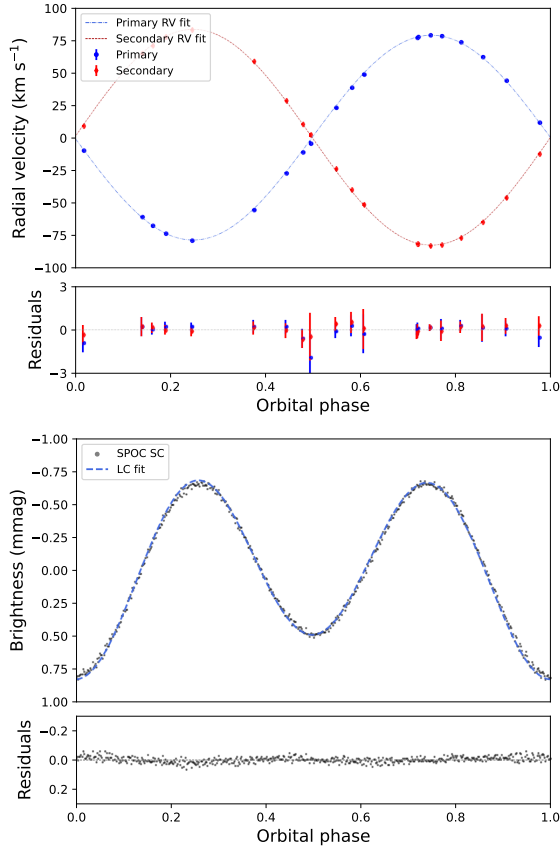 Radial velocity (km s⁻¹)
100
75
50
25
0
−25
−50
−75
−100
Primary RV fit
Secondary RV fit
Primary
Secondary
Residuals
3
0
−3
0.0 0.2 0.4 0.6 0.8 1.0
Orbital phase
Brightness (mmag)
−1.00
−0.75
−0.50
−0.25
0.00
0.25
0.50
0.75
1.00
SPOC SC
LC fit
Residuals
−0.2
0.0
0.2
0.0 0.2 0.4 0.6 0.8 1.0
Orbital phase